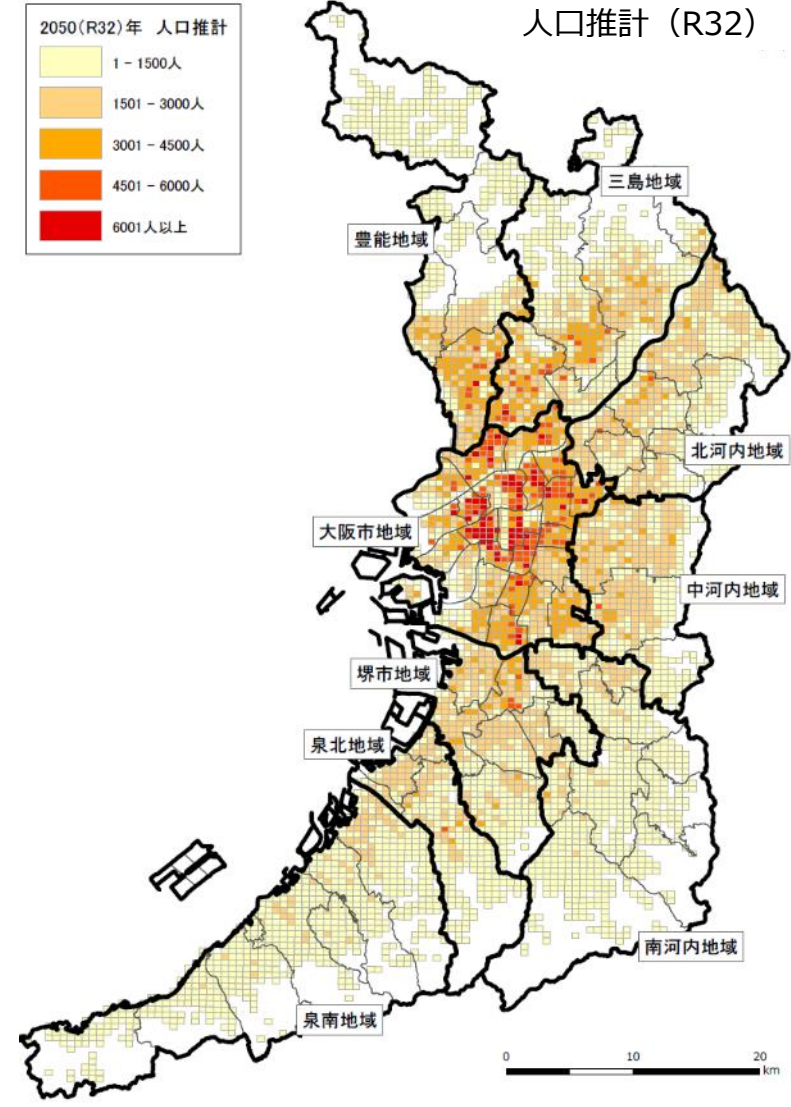 人口推計（R32）
2050(R32)年 人口推計
1 - 1500人
1501 - 3000人
3001 - 4500人
4501 - 6000人
6001人以上
三島地域
豊能地域
北河内地域
大阪市地域
中河内地域
堺市地域
泉北地域
南河内地域
泉南地域
0 10 20
km